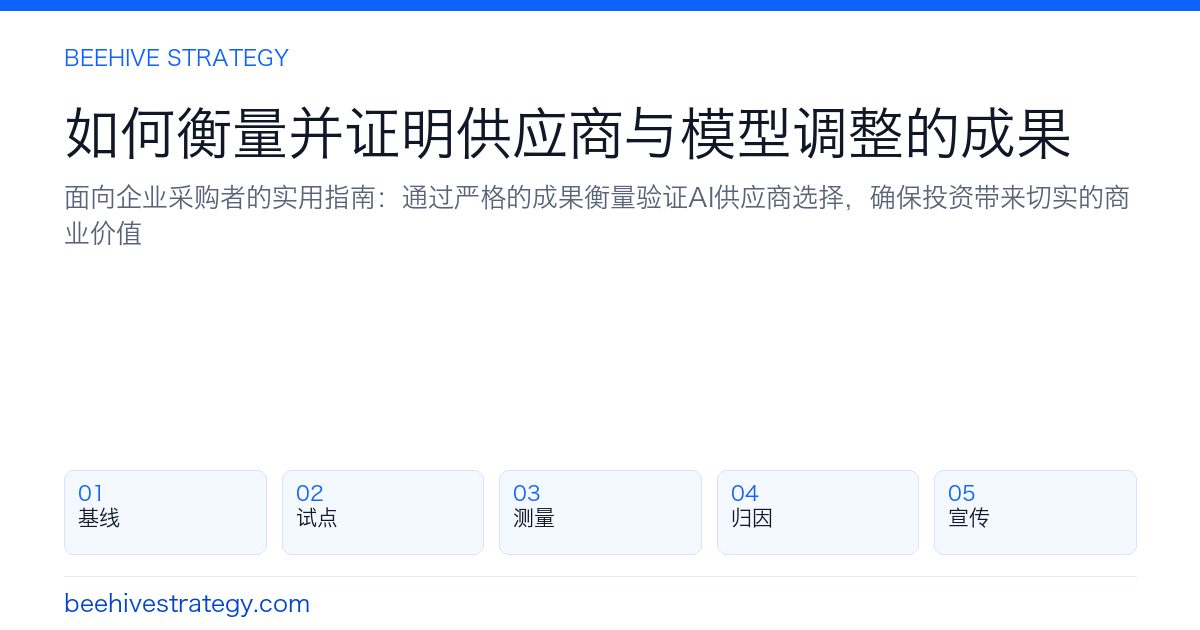 BEEHIVE STRATEGY
如何衡量并证明供应商与模型调整的成果
面向企业采购者的实用指南：通过严格的成果衡量验证AI供应商选择，确保投资带来切实的商
业价值
01
基线
02
试点
03
测量
04
归因
05
宣传
beehivestrategy.com